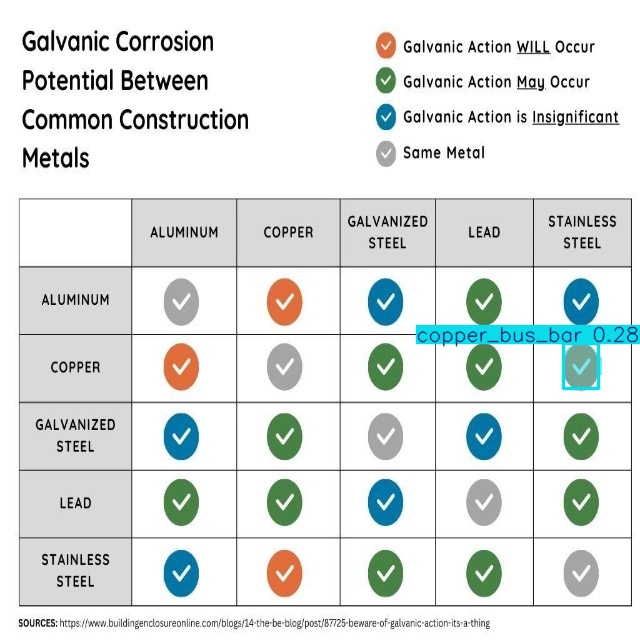 Galvanic Corrosion
Potential Between
Common Construction
Metals
Galvanic Action WILL Occur
Galvanic Action May Occur
Galvanic Action is Insignificant
Same Metal
ALUMINUM COPPER GALVANIZED STEEL LEAD STAINLESS STEEL
ALUMINUM
copper_bus_bar 0.28
COPPER
GALVANIZED
STEEL
LEAD
STAINLESS
STEEL
SOURCES: https://www.buildingenclosureonline.com/blogs/14-the-be-blog/post/87725-beware-of-galvanic-action-its-a-thing